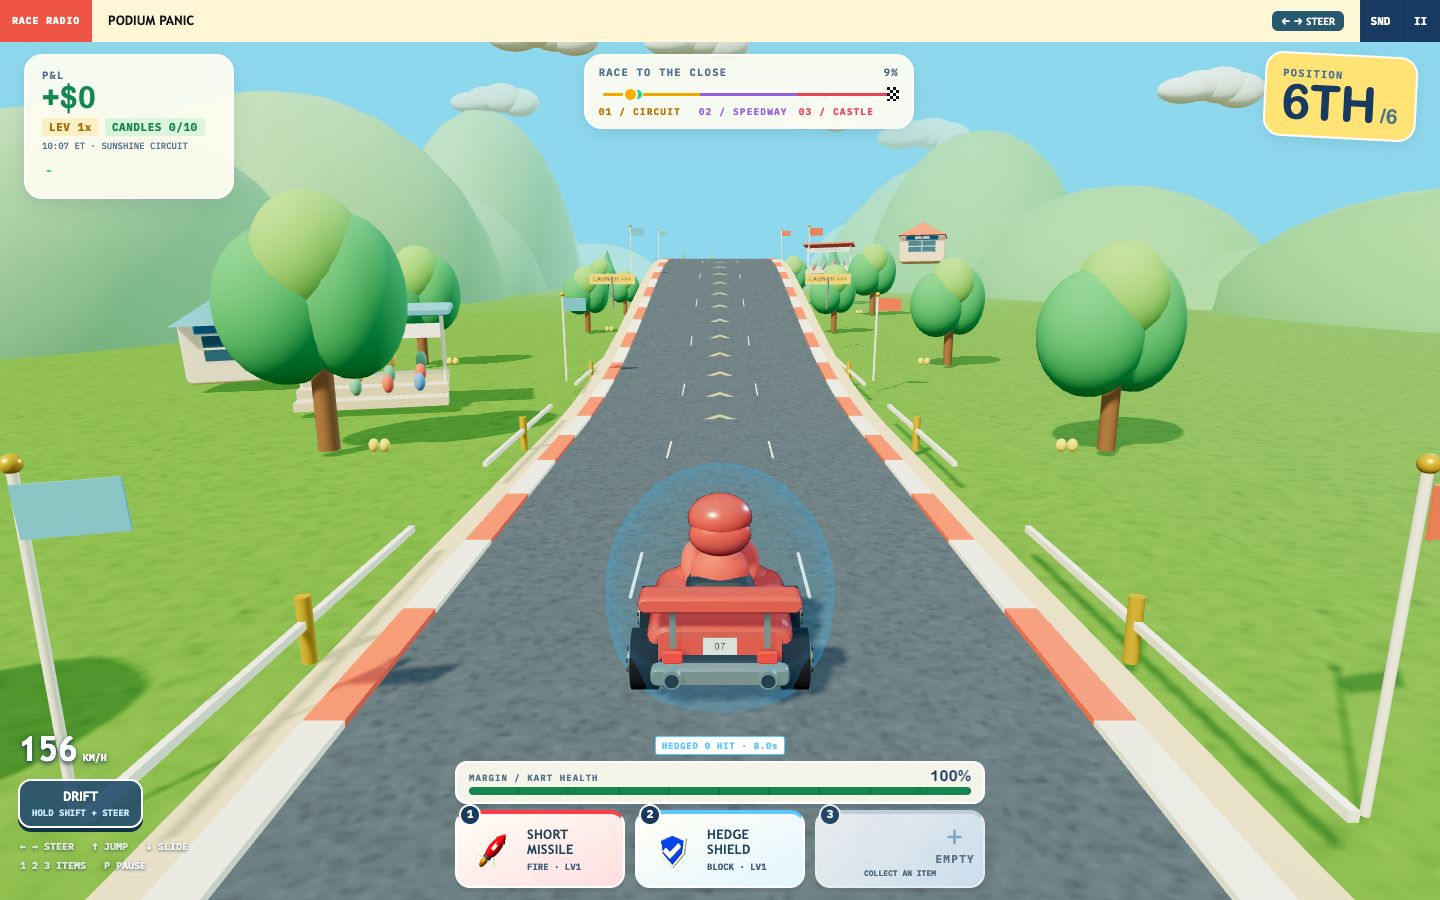 RACE RADIO
PODIUM PANIC
← → STEER
SND
II
P&L
+$0
LEV 1x
CANDLES 0/10
10:07 ET · SUNSHINE CIRCUIT
RACE TO THE CLOSE
9%
01 / CIRCUIT
02 / SPEEDWAY
03 / CASTLE
POSITION
6TH/6
LAUNCH >>>
LAUNCH >>>
07
156 KM/H
DRIFT
HOLD SHIFT + STEER
← → STEER ↑ JUMP ↓ SLIDE
1 2 3 ITEMS P PAUSE
HEDGED 0 HIT · 8.0s
MARGIN / KART HEALTH
100%
1
SHORT
MISSILE
FIRE · LV1
2
HEDGE
SHIELD
BLOCK · LV1
3
+
EMPTY
COLLECT AN ITEM